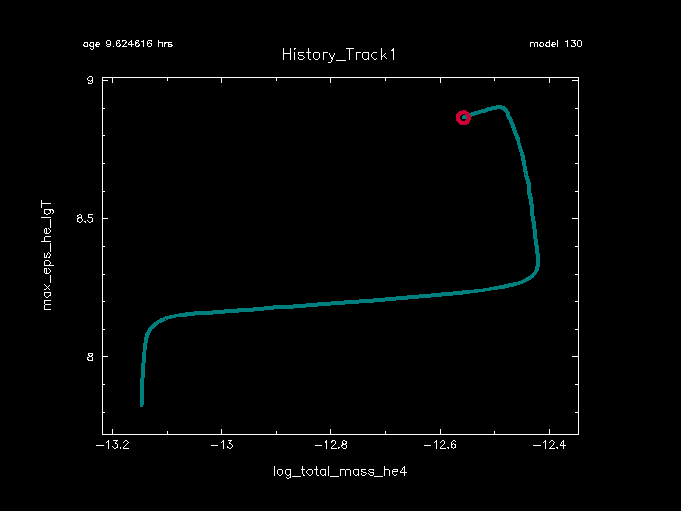 age 9.624616 hrs
model 130
History_Track1
9
8.5
8
max_eps_he_lgT
-13.2
-13
-12.8
-12.6
-12.4
log_total_mass_he4